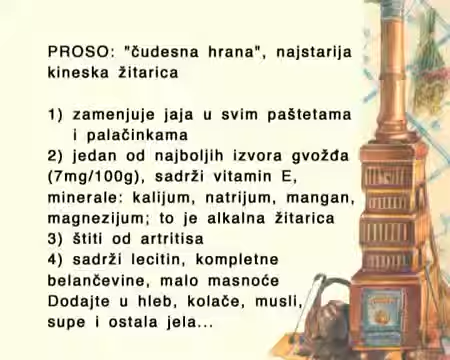 PROSO: "čudesna hrana", najstarija
kineska žitarica
1) zamenjuje jaja u svim paštetama
i palačinkama
2) jedan od najboljih izvora gvožđa
(7mg/100g), sadrži vitamin E,
minerale: kalijum, natrijum, mangan,
magnezijum; to je alkalna žitarica
3) štiti od artritisa
4) sadrži lecitin, kompletne
belančevine, malo masnoće
Dodajte u hleb, kolače, musli,
supe i ostala jela...